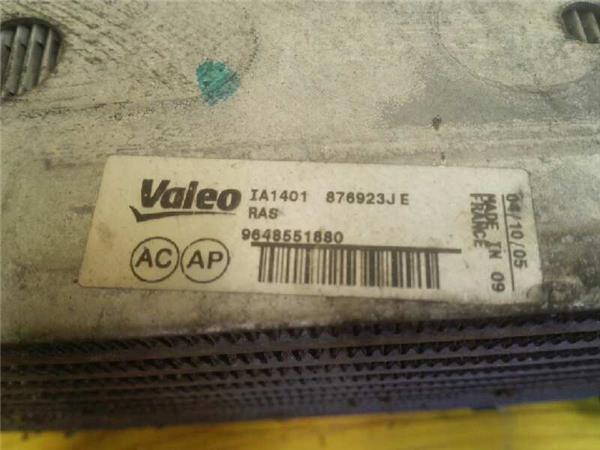 Valeo
IA1401 876923J E
RAS
9648551880
AC AP
MADE IN 09
FRANCE
04/10/05